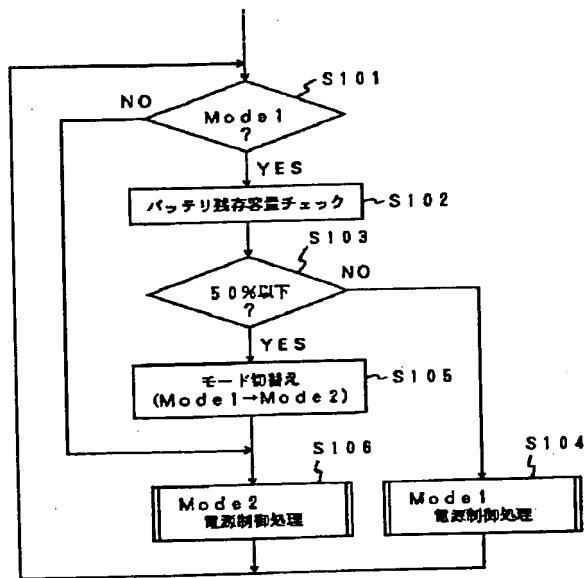 S101
NO
Mode1
?
YES
バッテリ残存容量チェック
S102
S103
50%以下
?
NO
YES
モード切替え
(Mode1→Mode2)
S105
S106
Mode2
電源制御処理
S104
Mode1
電源制御処理